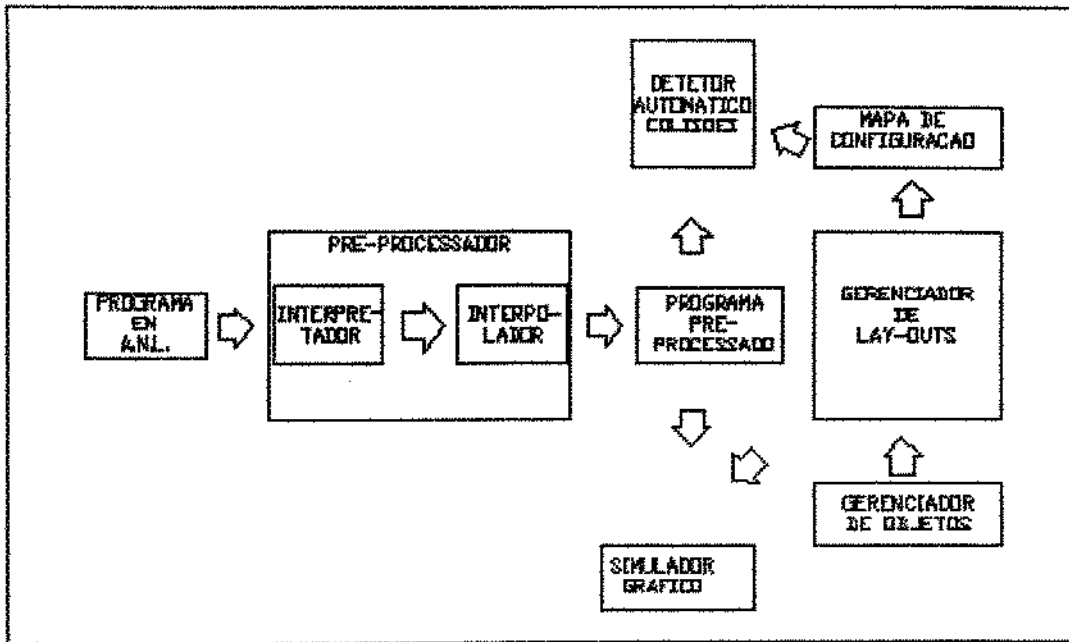 DETETOR
AUTOMATICO
COLISOES
MAPA DE
CONFIGURACAO
PRE-PROCESSADOR
PROGRAMA
EM
A.M.L.
INTERPRE-
TADOR
INTERPO-
LADOR
PROGRAMA
PRE-
PROCESSADO
GERENCIADOR
DE
LAY-OUTS
GERENCIADOR
DE OBJETOS
SIMULADOR
GRAFICO